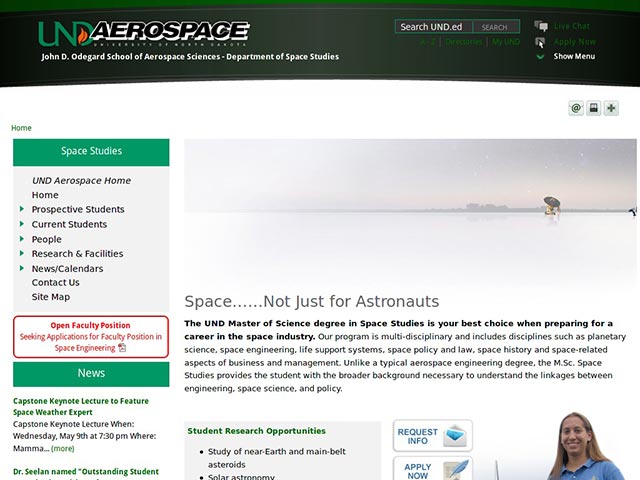 UND AEROSPACE
UNIVERSITY OF NORTH DAKOTA
John D. Odegard School of Aerospace Sciences - Department of Space Studies
Search UND.ed
SEARCH
A - Z | Directories | My UND
Live Chat
Apply Now
Show Menu
Home
Space Studies
UND Aerospace Home
Home
Prospective Students
Current Students
People
Research & Facilities
News/Calendars
Contact Us
Site Map
Open Faculty Position
Seeking Applications for Faculty Position in
Space Engineering
News
Capstone Keynote Lecture to Feature
Space Weather Expert
Capstone Keynote Lecture When:
Wednesday, May 9th at 7:30 pm Where:
Mamma... (more)
Dr. Seelan named "Outstanding Student
Space……Not Just for Astronauts
The UND Master of Science degree in Space Studies is your best choice when preparing for a
career in the space industry. Our program is multi-disciplinary and includes disciplines such as planetary
science, space engineering, life support systems, space policy and law, space history and space-related
aspects of business and management. Unlike a typical aerospace engineering degree, the M.Sc. Space
Studies provides the student with the broader background necessary to understand the linkages between
engineering, space science, and policy.
Student Research Opportunities
Study of near-Earth and main-belt
asteroids
Solar astronomy
REQUEST
INFO
APPLY
NOW